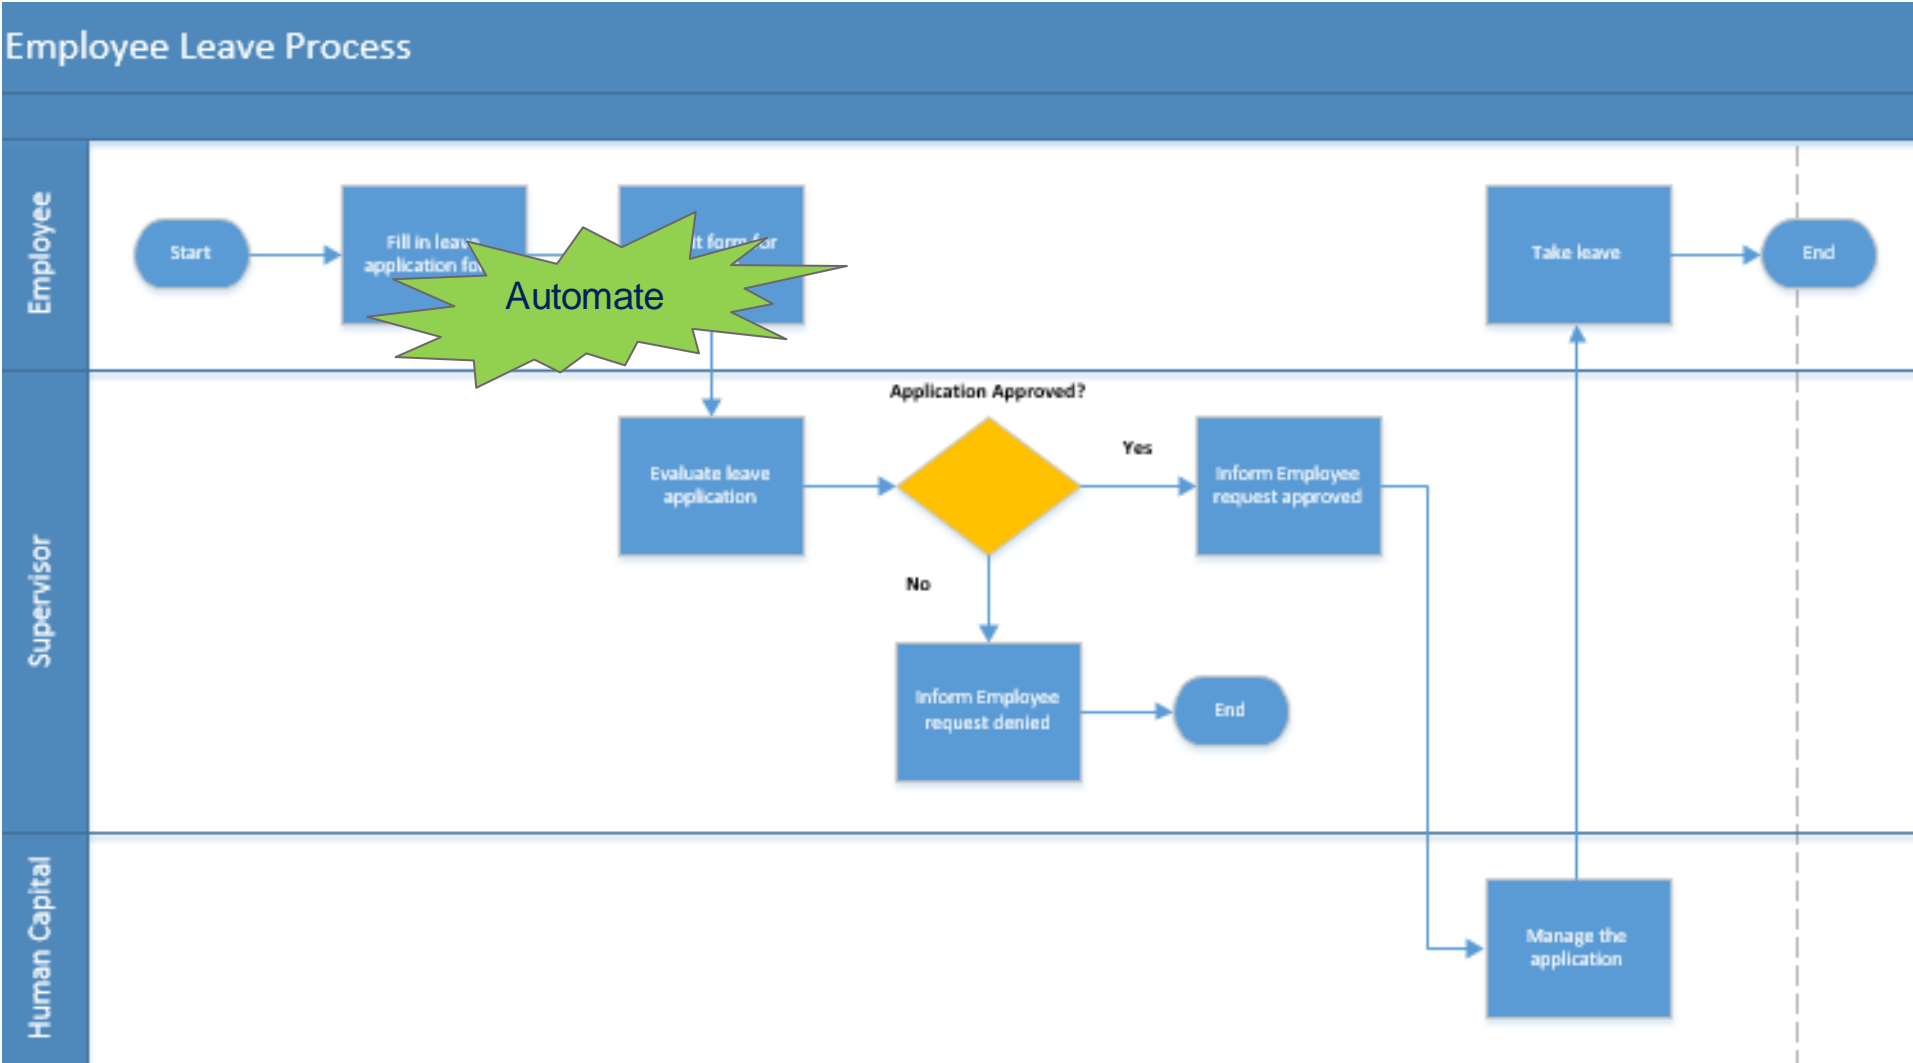 Employee Leave Process
Employee
Start
Fill in leave
application
form for
Automate
Take leave
End
Supervisor
Application Approved?
Evaluate leave
application
Yes
Inform Employee
request approved
No
Inform Employee
request denied
End
Human Capital
Manage the
application